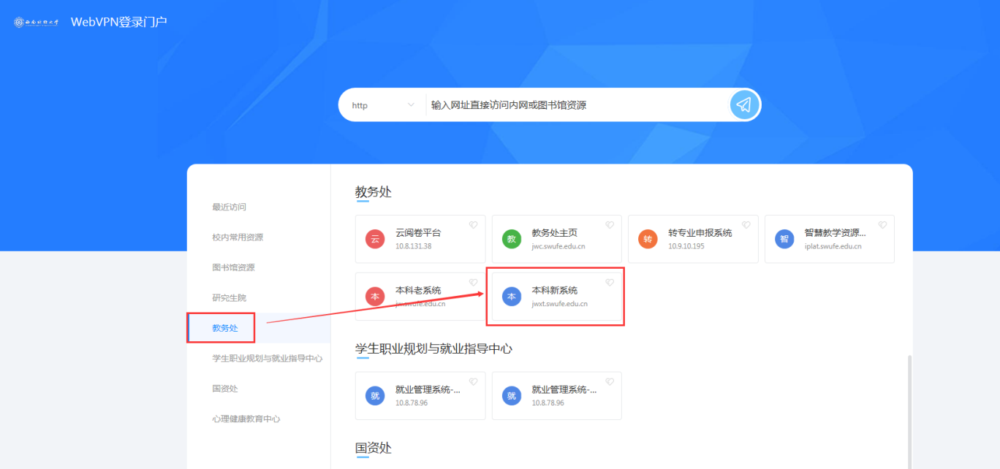 西南财经大学 WebVPN登录门户
http 输入网址直接访问内网或图书馆资源
最近访问
校内常用资源
图书馆资源
研究生院
教务处
学生职业规划与就业指导中心
国资处
心理健康教育中心
教务处
云 云阅卷平台
10.8.131.38
教 教务处主页
jwc.swufe.edu.cn
转 转专业申报系统
10.9.10.195
智 智慧教学资源...
iplat.swufe.edu.cn
本 本科老系统
jw.swufe.edu.cn
本 本科新系统
jwxt.swufe.edu.cn
学生职业规划与就业指导中心
就 就业管理系统-...
10.8.78.96
就 就业管理系统-...
10.8.78.96
国资处